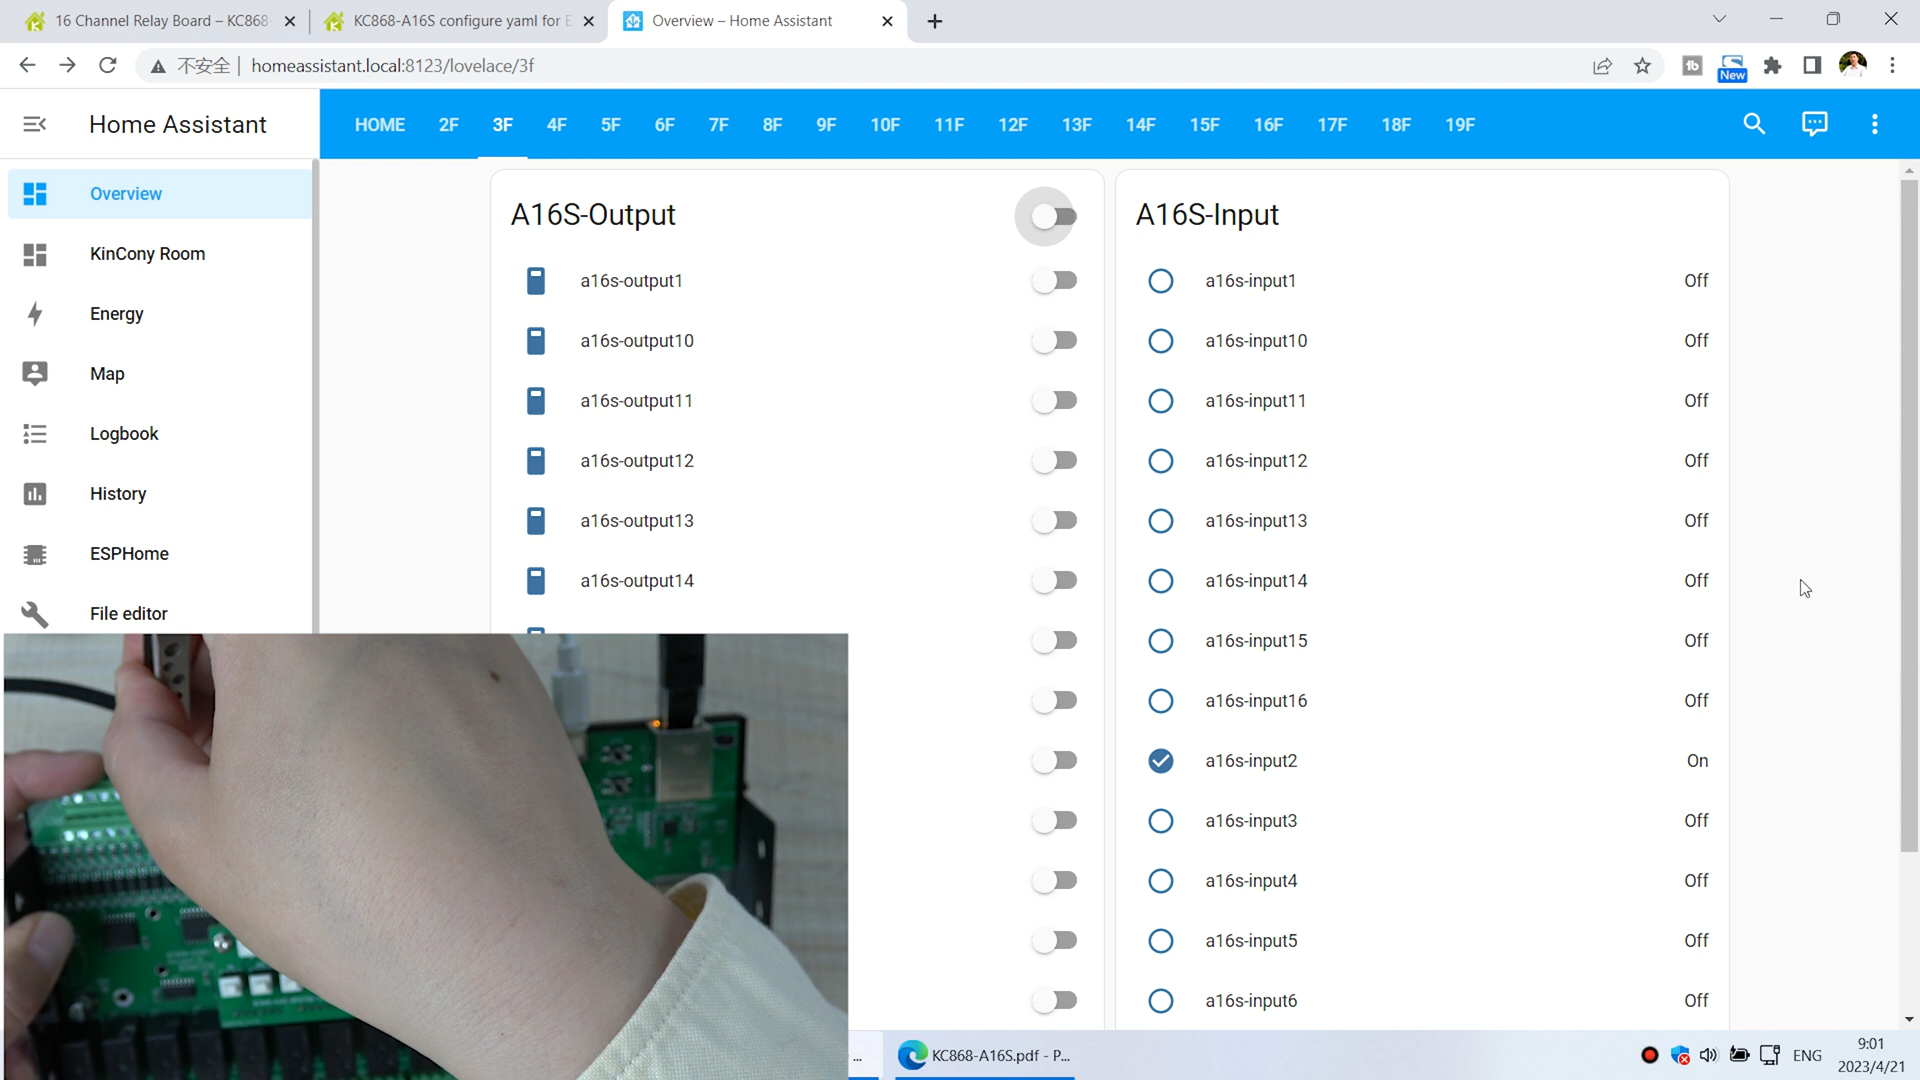 16 Channel Relay Board – KC868-
KC868-A16S configure yaml for E
Overview – Home Assistant
不安全
homeassistant.local:8123/lovelace/3f
New
Home Assistant
HOME 2F 3F 4F 5F 6F 7F 8F 9F 10F 11F 12F 13F 14F 15F 16F 17F 18F 19F
Overview
KinCony Room
Energy
Map
Logbook
History
ESPHome
File editor
A16S-Output
a16s-output1
a16s-output10
a16s-output11
a16s-output12
a16s-output13
a16s-output14
A16S-Input
a16s-input1 Off
a16s-input10 Off
a16s-input11 Off
a16s-input12 Off
a16s-input13 Off
a16s-input14 Off
a16s-input15 Off
a16s-input16 Off
a16s-input2 On
a16s-input3 Off
a16s-input4 Off
a16s-input5 Off
a16s-input6 Off
...
KC868-A16S.pdf - P...
ENG
9:01
2023/4/21